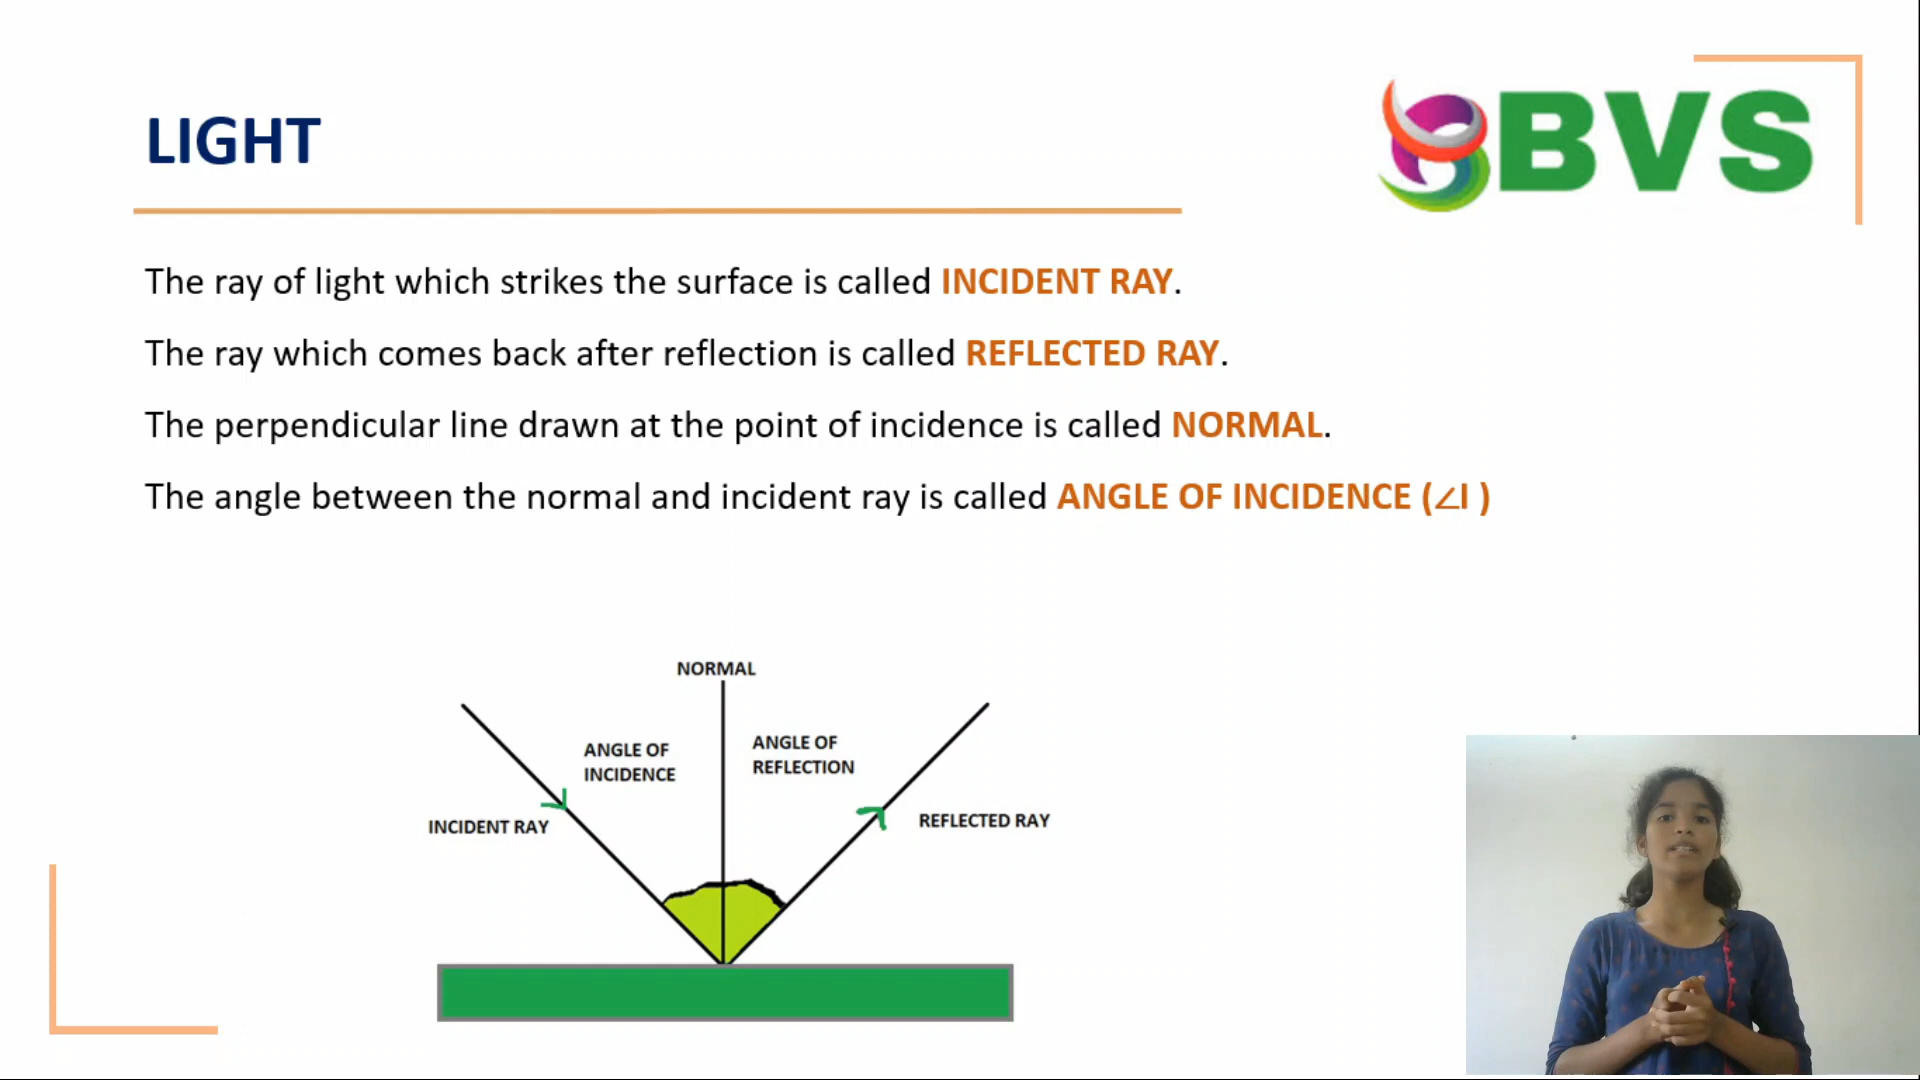 BVS
LIGHT
The ray of light which strikes the surface is called INCIDENT RAY.
The ray which comes back after reflection is called REFLECTED RAY.
The perpendicular line drawn at the point of incidence is called NORMAL.
The angle between the normal and incident ray is called ANGLE OF INCIDENCE (∠I )
NORMAL
ANGLE OF
INCIDENCE
ANGLE OF
REFLECTION
INCIDENT RAY
REFLECTED RAY